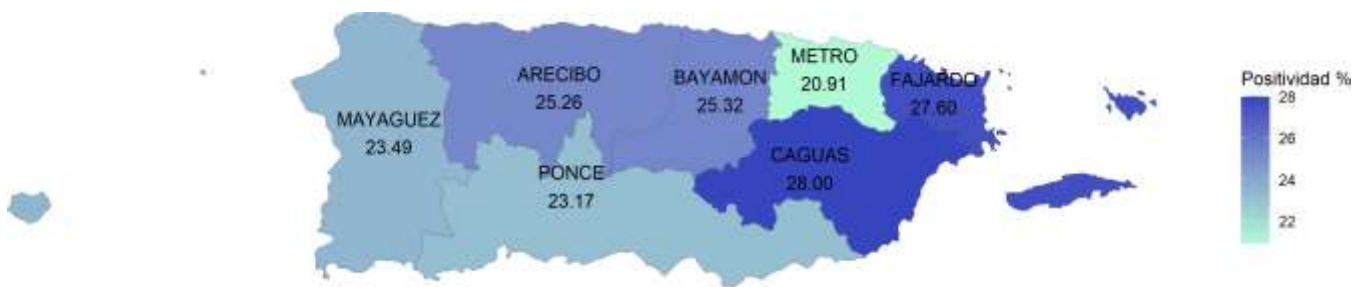 METRO
20.91
ARECIBO
25.26
BAYAMON
25.32
FAJARDO
27.60
MAYAGUEZ
23.49
CAGUAS
28.00
PONCE
23.17
Positividad %
28
26
24
22